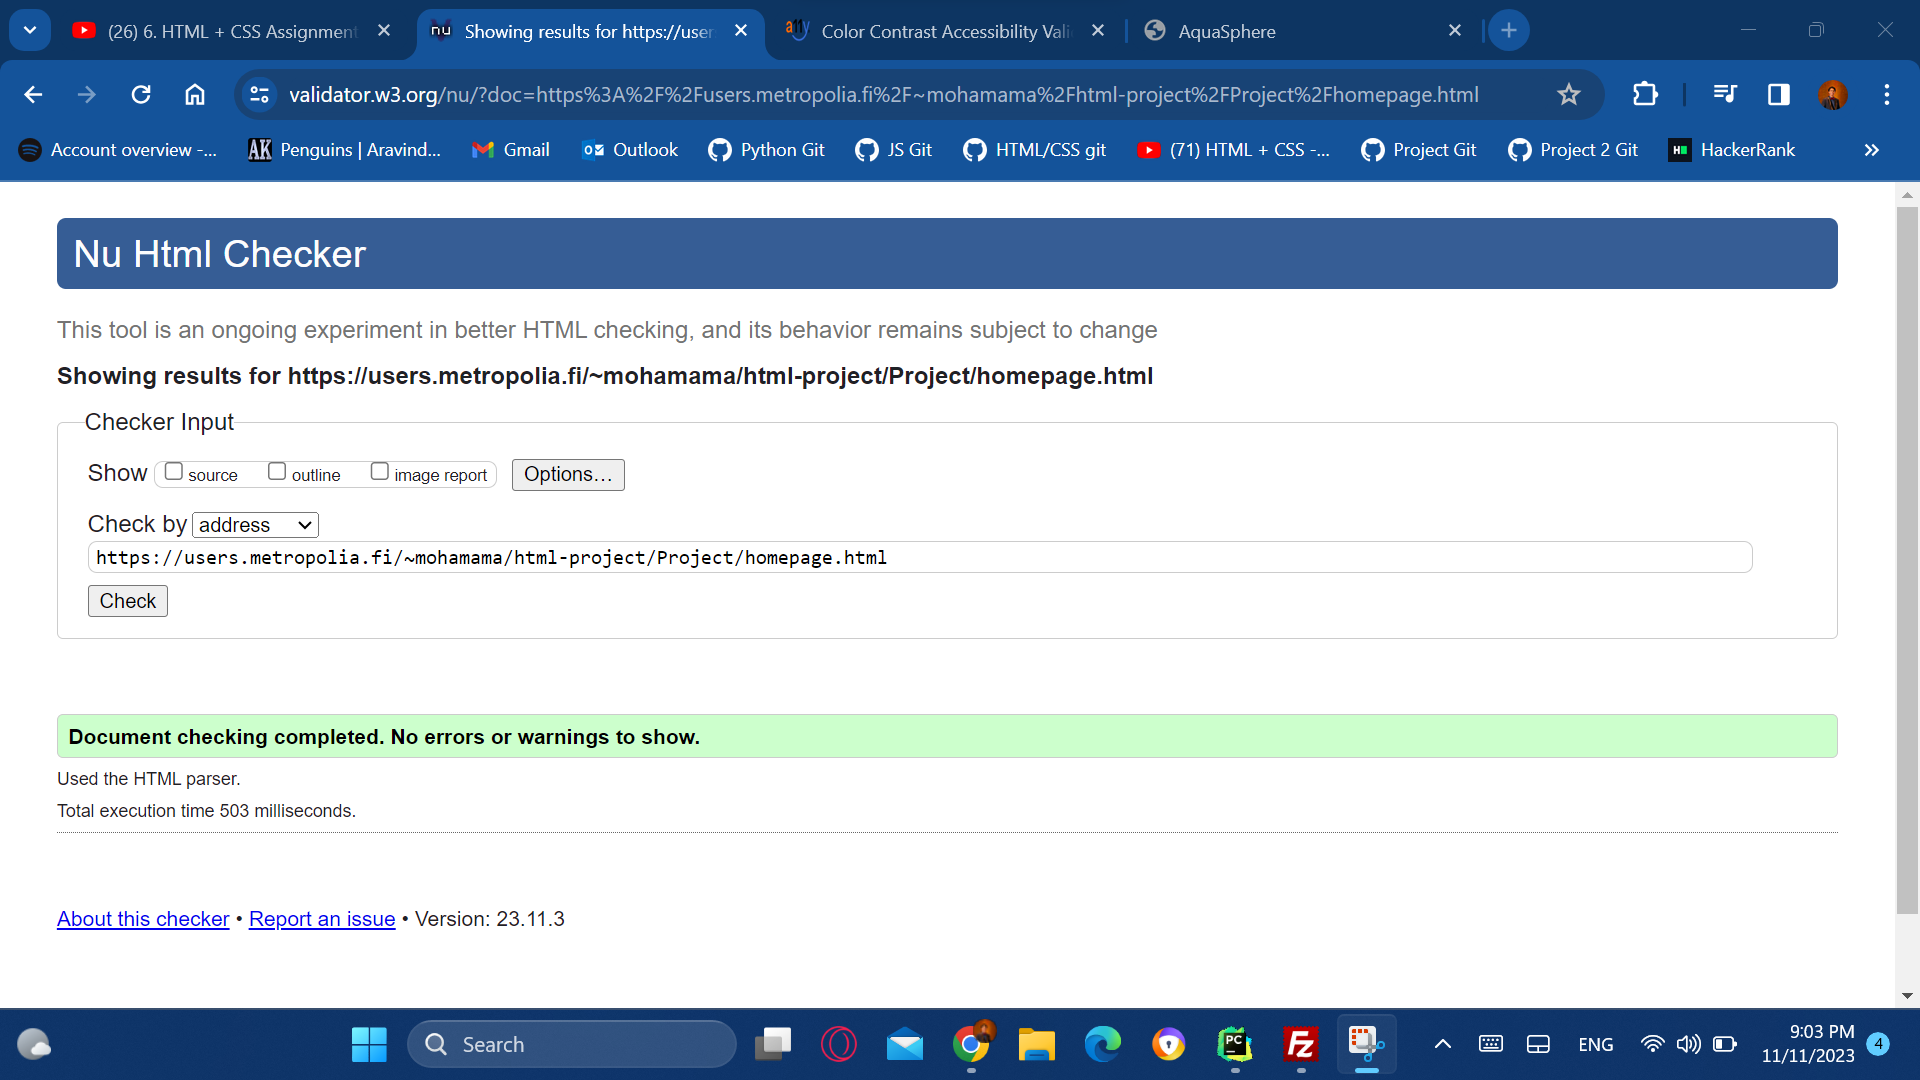 (26) 6. HTML + CSS Assignment
nu
Showing results for https://user
Color Contrast Accessibility Vali
AquaSphere
validator.w3.org/nu/?doc=https%3A%2F%2Fusers.metropolia.fi%2F~mohamama%2Fhtml-project%2FProject%2Fhomepage.html
Account overview -...
AK
Penguins | Aravind...
Gmail
Outlook
Python Git
JS Git
HTML/CSS git
(71) HTML + CSS -...
Project Git
Project 2 Git
HackerRank
Nu Html Checker
This tool is an ongoing experiment in better HTML checking, and its behavior remains subject to change
Showing results for https://users.metropolia.fi/~mohamama/html-project/Project/homepage.html
Checker Input
Show source outline image report Options...
Check by address
https://users.metropolia.fi/~mohamama/html-project/Project/homepage.html
Check
Document checking completed. No errors or warnings to show.
Used the HTML parser.
Total execution time 503 milliseconds.
About this checker • Report an issue • Version: 23.11.3
Search
PC
Fz
ENG
9:03 PM
11/11/2023
4